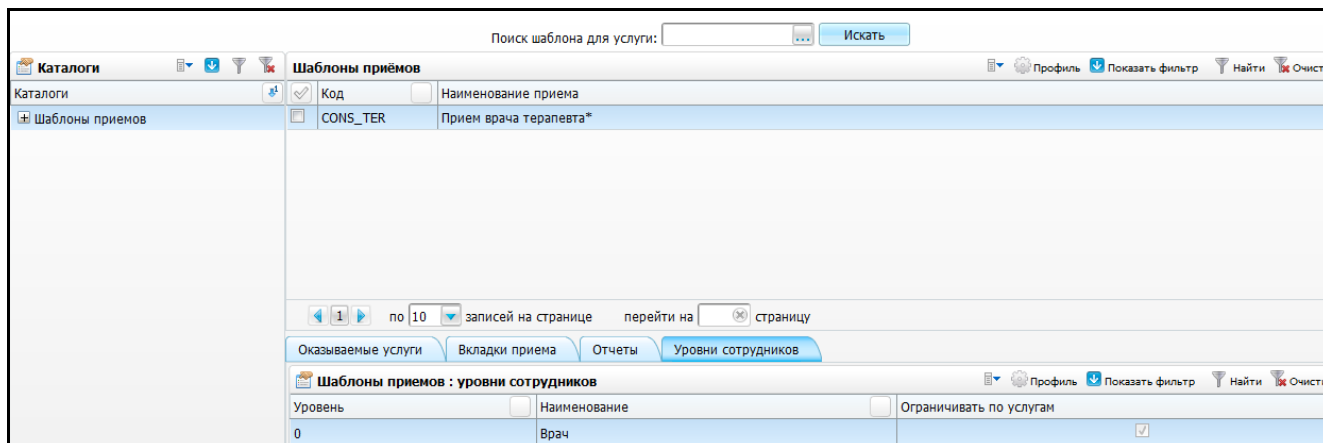 Поиск шаблона для услуги: ... Искать
Каталоги
Каталоги
Шаблоны приемов
Шаблоны приёмов Профиль Показать фильтр Найти Очист
Код Наименование приема
CONS_TER Прием врача терапевта*
1 по 10 записей на странице перейти на страницу
Оказываемые услуги Вкладки приема Отчеты Уровни сотрудников
Шаблоны приемов : уровни сотрудников Профиль Показать фильтр Найти Очист
Уровень Наименование Ограничивать по услугам
0 Врач